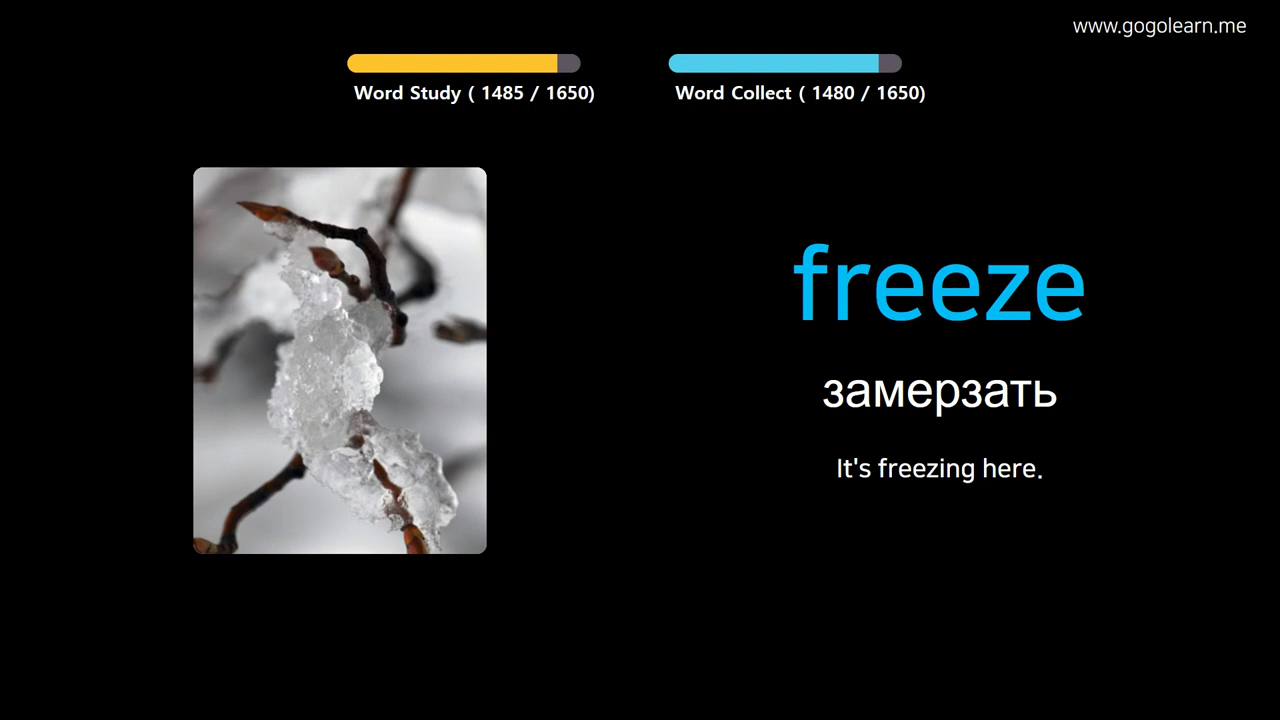 www.gogolearn.me
Word Study ( 1485 / 1650)
Word Collect ( 1480 / 1650)
freeze
замерзать
It's freezing here.